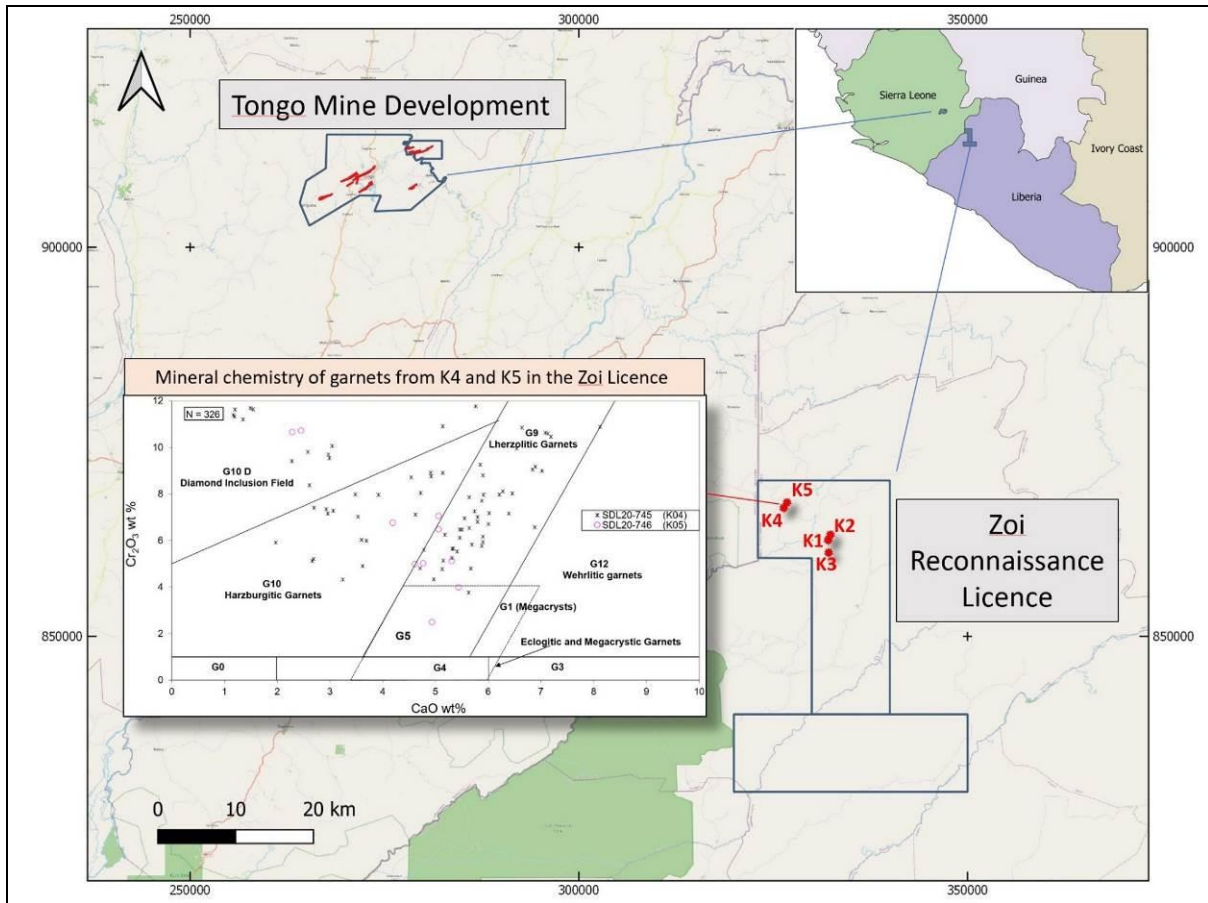 250000
300000
350000
Tongo Mine Development
Guinea
Sierra Leone
Ivory Coast
Liberia
900000
900000
Mineral chemistry of garnets from K4 and K5 in the Zoi Licence
N = 326
G9
Lherzplitic Garnets
G10 D
Diamond Inclusion Field
SDL20-745 (K04)
SDL20-746 (K05)
G10
Harzburgitic Garnets
G12
Wehrlitic garnets
G1 (Megacrysts)
G5
Eclogitic and Megacrystic Garnets
G0
G4
G3
Cr2O3 wt %
12
10
8
6
4
2
0
0 1 2 3 4 5 6 7 8 9 10
CaO wt%
K5
K4
K2
K1
K3
Zoi
Reconnaissance
Licence
850000
850000
0 10 20 km
250000
300000
350000